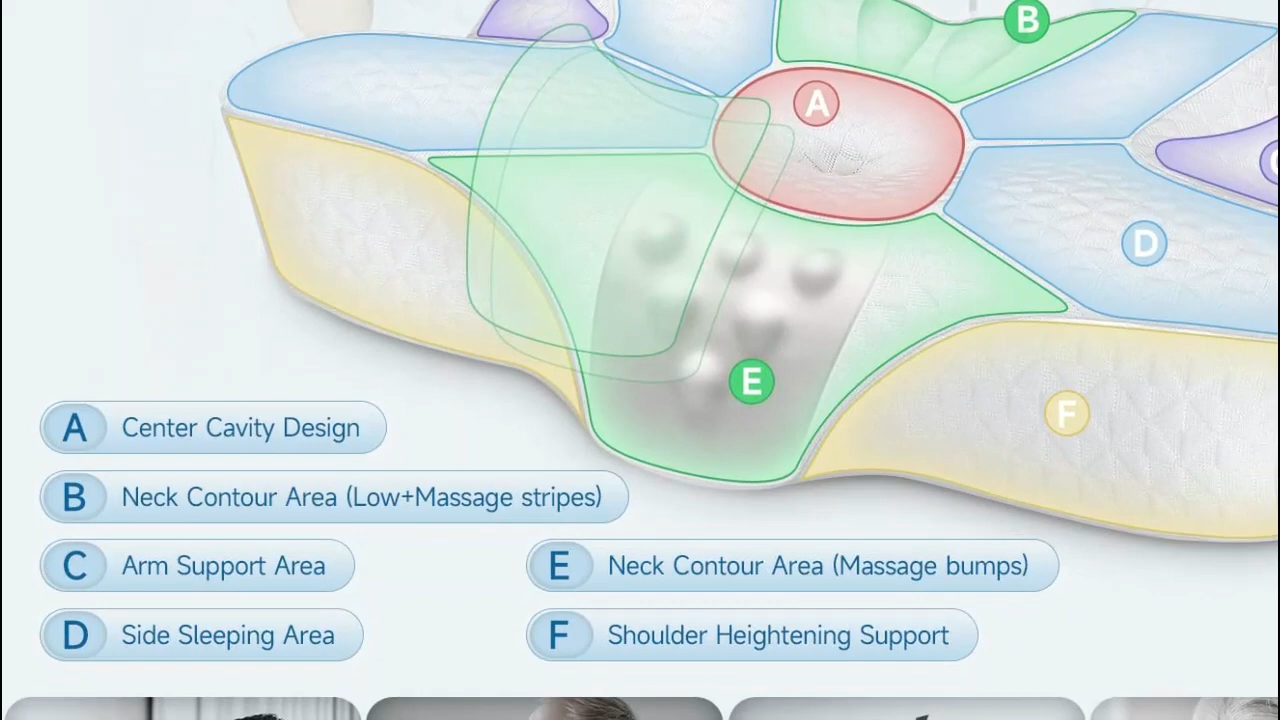 B
A
D
E
F
A Center Cavity Design
B Neck Contour Area (Low+Massage stripes)
C Arm Support Area
E Neck Contour Area (Massage bumps)
D Side Sleeping Area
F Shoulder Heightening Support